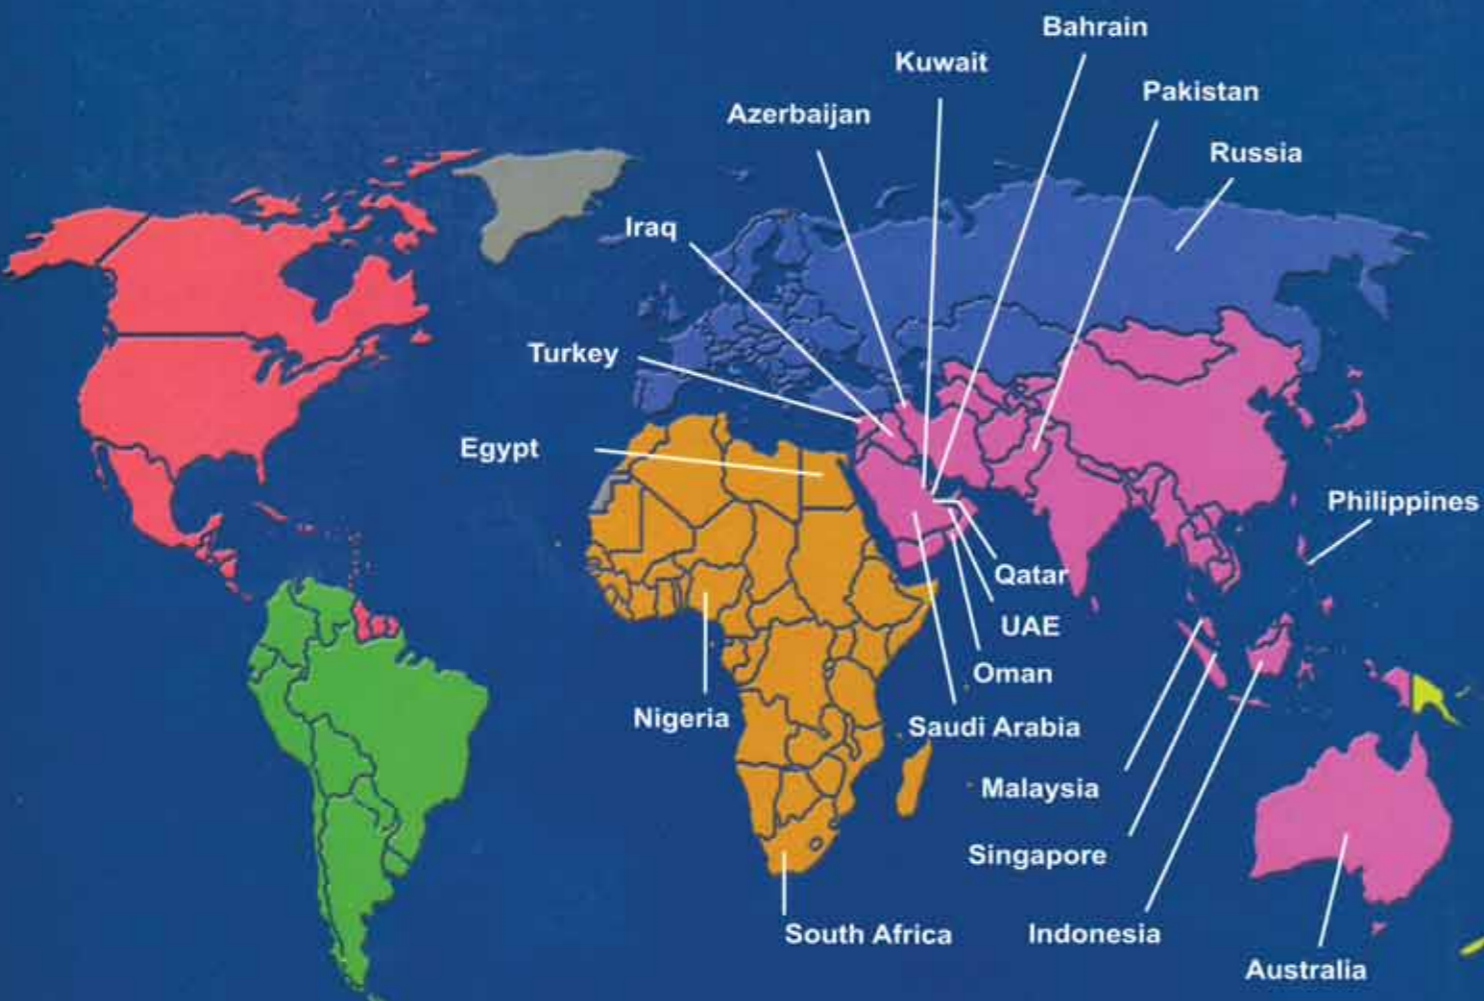 Bahrain
Kuwait
Pakistan
Azerbaijan
Russia
Iraq
Turkey
Egypt
Philippines
Qatar
UAE
Oman
Nigeria
Saudi Arabia
Malaysia
Singapore
South Africa
Indonesia
Australia